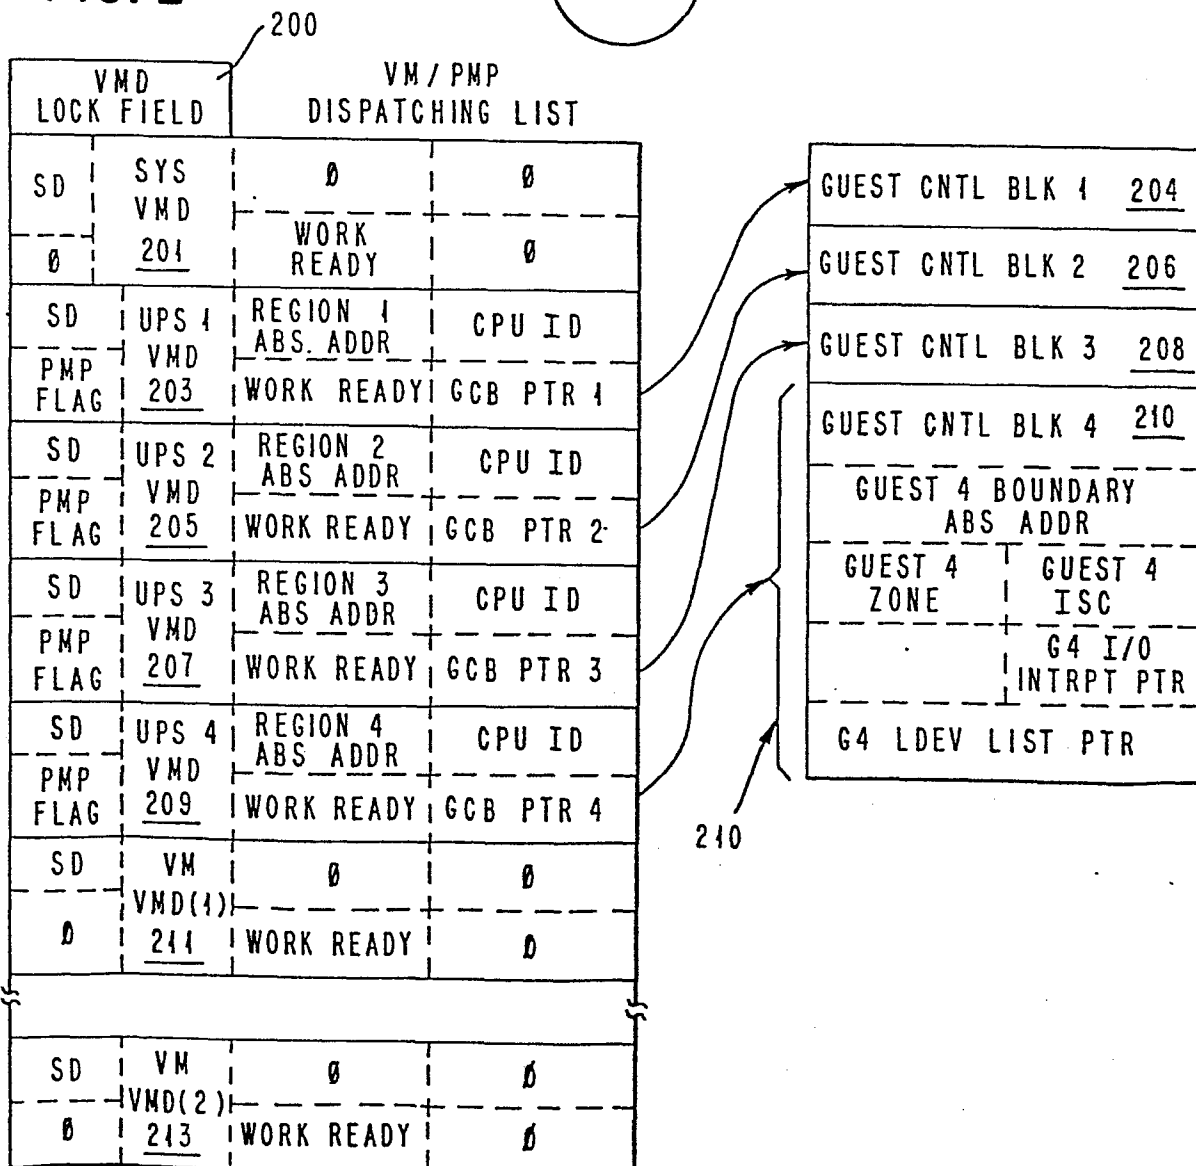 200
VMD
LOCK FIELD
VM / PMP
DISPATCHING LIST
SD
SYS
VMD
201
Ø
Ø
Ø
WORK
READY
Ø
SD
PMP
FLAG
UPS 1
VMD
203
REGION 1
ABS. ADDR
CPU ID
WORK READY
GCB PTR 1
SD
PMP
FLAG
UPS 2
VMD
205
REGION 2
ABS ADDR
CPU ID
WORK READY
GCB PTR 2
SD
PMP
FLAG
UPS 3
VMD
207
REGION 3
ABS ADDR
CPU ID
WORK READY
GCB PTR 3
SD
PMP
FLAG
UPS 4
VMD
209
REGION 4
ABS ADDR
CPU ID
WORK READY
GCB PTR 4
SD
Ø
VM
VMD(1)
211
Ø
Ø
WORK READY
Ø
SD
Ø
VM
VMD(2)
213
Ø
Ø
WORK READY
Ø
GUEST CNTL BLK 1 204
GUEST CNTL BLK 2 206
GUEST CNTL BLK 3 208
GUEST CNTL BLK 4 210
GUEST 4 BOUNDARY
ABS ADDR
GUEST 4
ZONE
GUEST 4
ISC
G4 I/O
INTRPT PTR
G4 LDEV LIST PTR
210